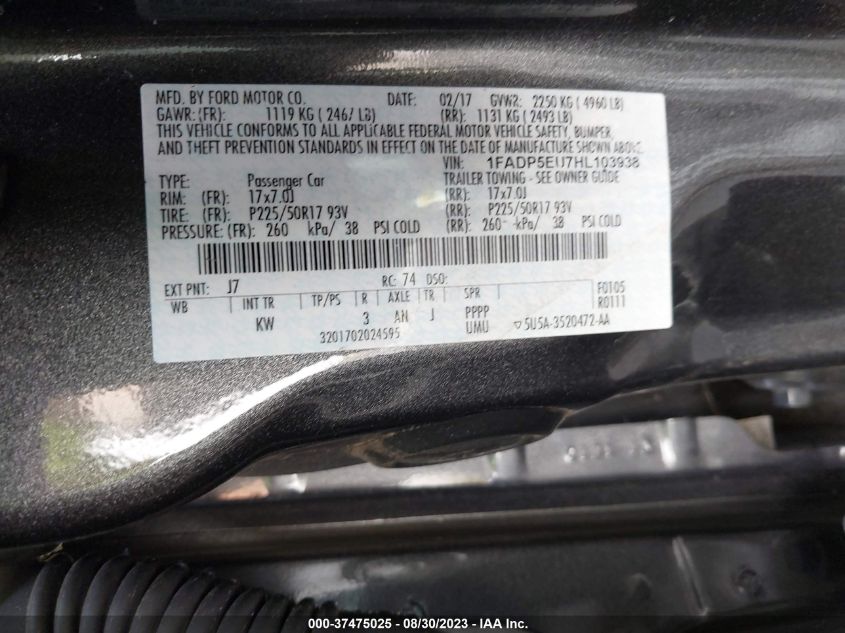 MFD. BY FORD MOTOR CO. DATE: 02/17 GVWR: 2250 KG ( 4960 LB)
GAWR:(FR): 1119 KG ( 2467 LB) (RR): 1131 KG ( 2493 LB)
THIS VEHICLE CONFORMS TO ALL APPLICABLE FEDERAL MOTOR VEHICLE SAFETY, BUMPER,
AND THEFT PREVENTION STANDARDS IN EFFECT ON THE DATE OF MANUFACTURE SHOWN ABOVE.
VIN: 1FADP5EU7HL103938
TYPE: Passenger Car TRAILER TOWING - SEE OWNER GUIDE
RIM: (FR): 17x7.0J (RR): 17x7.0J
TIRE: (FR): P225/50R17 93V (RR): P225/50R17 93V
PRESSURE: (FR): 260 kPa/ 38 PSI COLD (RR): 260 kPa/ 38 PSI COLD
EXT PNT: J7 RC: 74 DSO: F0105
WB INT TR TP/PS R AXLE TR SPR R0111
KW 3 AN J PPPP
3201702024595 UMU ▽5U5A-3520472-AA
000-37475025 - 08/30/2023 - IAA Inc.